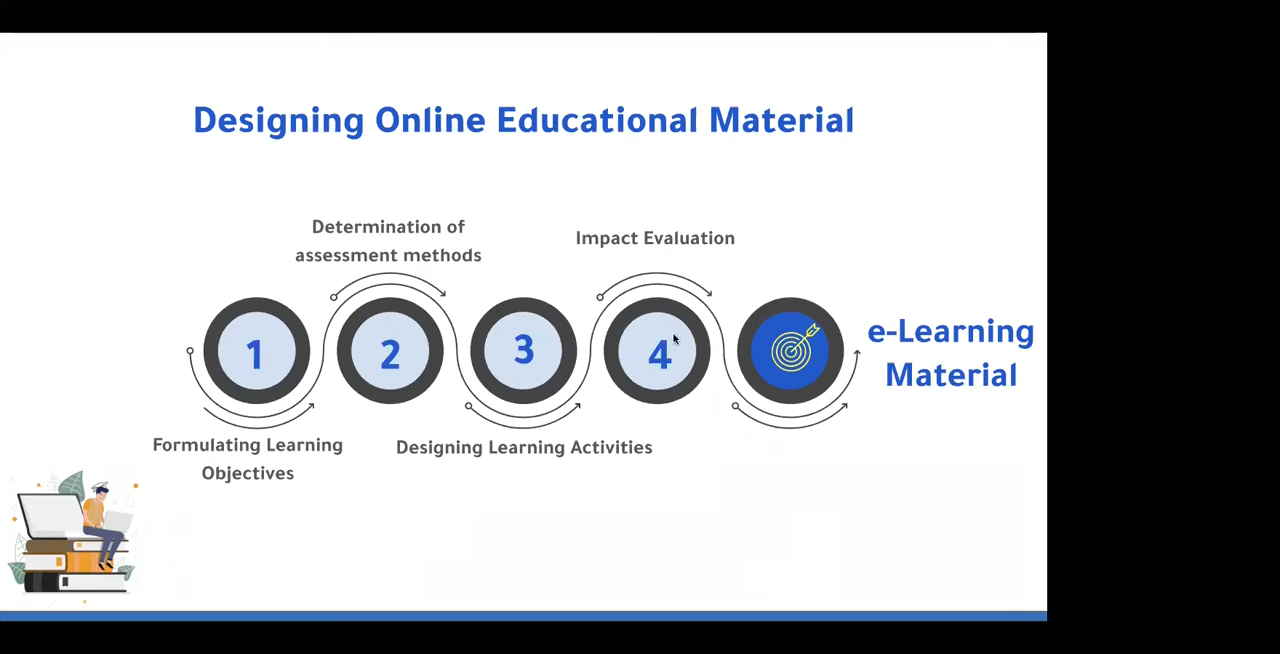 Designing Online Educational Material
Determination of
assessment methods
Impact Evaluation
1
2
3
4
e-Learning
Material
Formulating Learning
Objectives
Designing Learning Activities